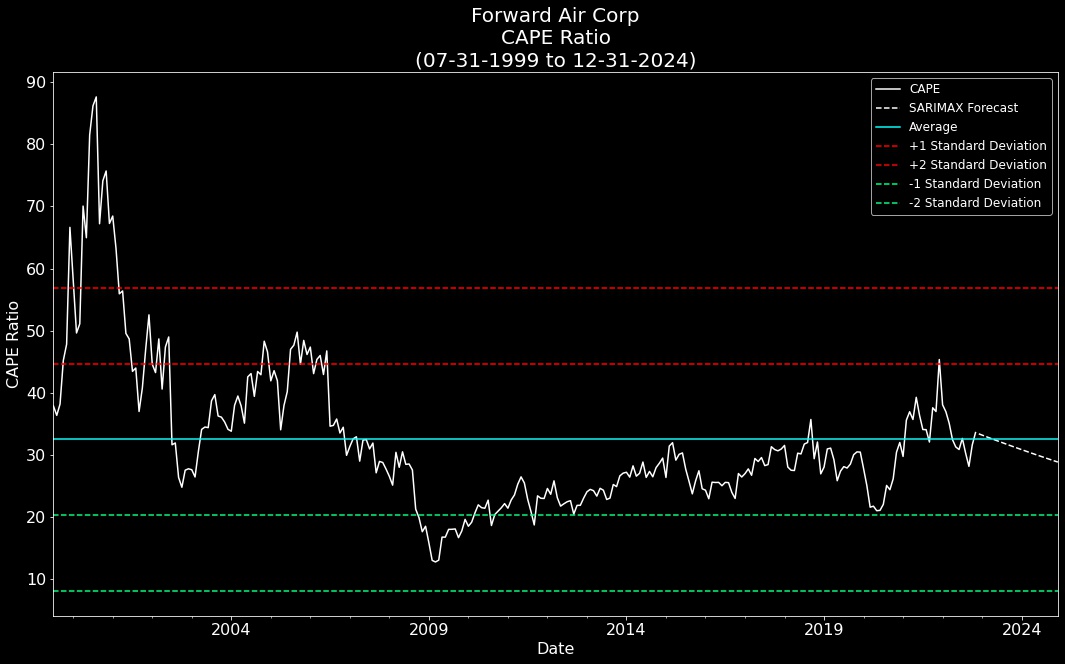 Forward Air Corp
CAPE Ratio
(07-31-1999 to 12-31-2024)
CAPE
SARIMAX Forecast
Average
+1 Standard Deviation
+2 Standard Deviation
-1 Standard Deviation
-2 Standard Deviation
CAPE Ratio
90
80
70
60
50
40
30
20
10
2004
2009
2014
2019
2024
Date